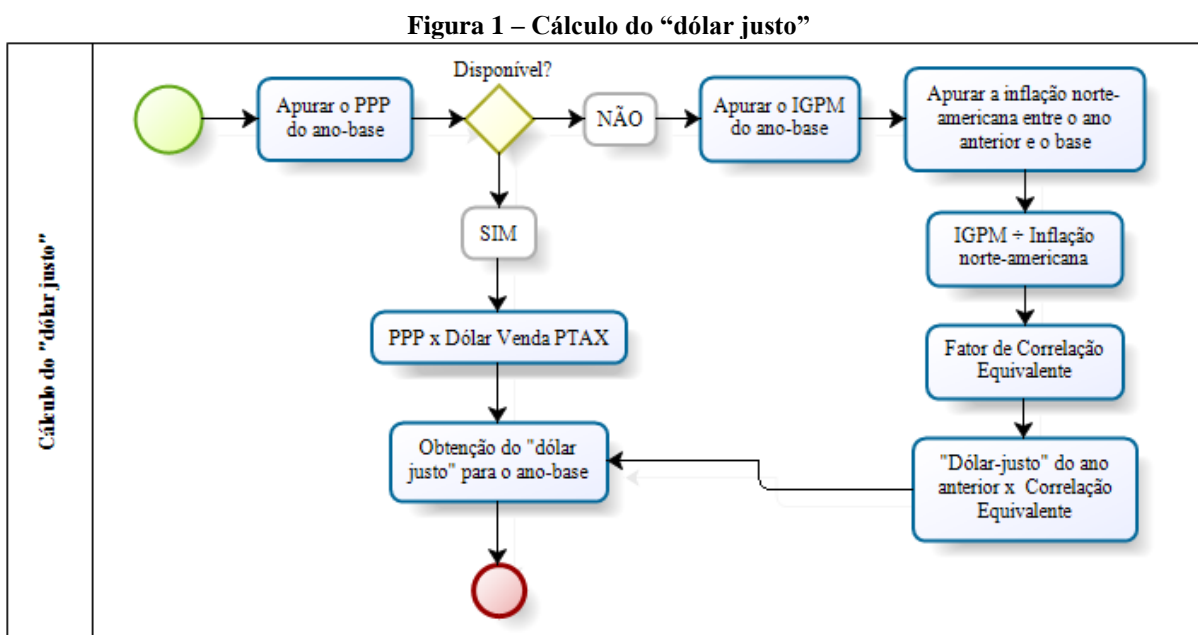 Figura 1 – Cálculo do “dólar justo”
Cálculo do "dólar justo"
Disponível?
Apurar o PPP
do ano-base
NÃO
Apurar o IGPM
do ano-base
Apurar a inflação norte-
americana entre o ano
anterior e o base
SIM
IGPM ÷ Inflação
norte-americana
PPP x Dólar Venda PTAX
Fator de Correlação
Equivalente
Obtenção do "dólar
justo" para o ano-base
"Dólar-justo" do ano
anterior x Correlação
Equivalente